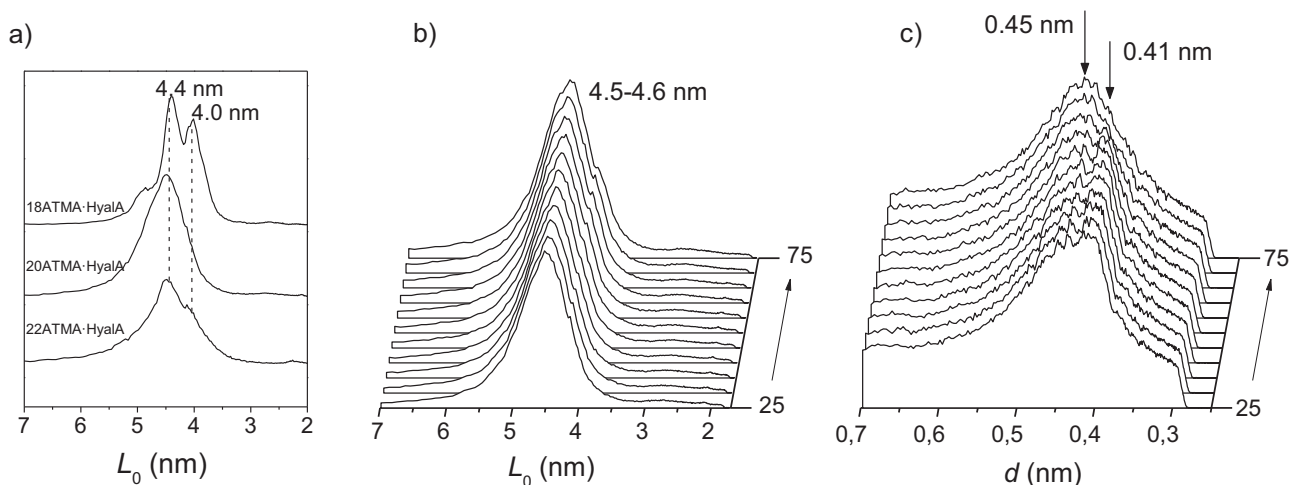 a)
4.4 nm
4.0 nm
18ATMA·HyalA
20ATMA·HyalA
22ATMA·HyalA
7 6 5 4 3 2
L0 (nm)
b)
4.5-4.6 nm
75
25
7 6 5 4 3 2
L0 (nm)
c)
0.45 nm
0.41 nm
75
25
0,7 0,6 0,5 0,4 0,3
d (nm)